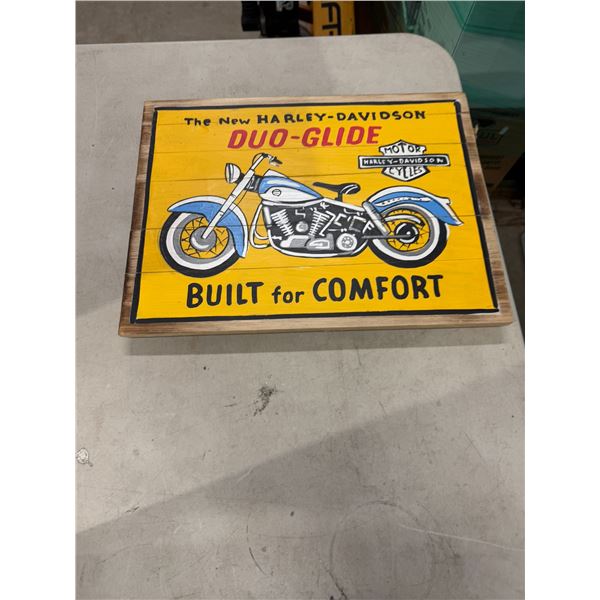 The New HARLEY-DAVIDSON
DUO-GLIDE
MOTOR
HARLEY-DAVIDSON
CYCLES
BUILT for COMFORT